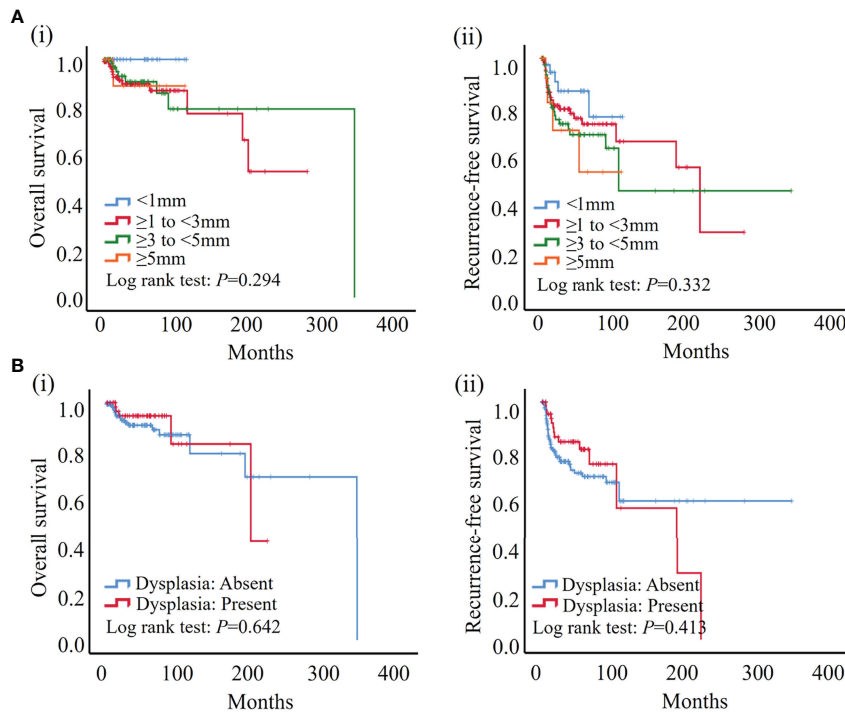 A
(i)
Overall survival
1.0
0.8
0.6
0.4
0.2
0.0
<1mm
≥1 to <3mm
≥3 to <5mm
≥5mm
Log rank test: P=0.294
0 100 200 300 400
Months
(ii)
Recurrence-free survival
1.0
0.8
0.6
0.4
0.2
0.0
<1mm
≥1 to <3mm
≥3 to <5mm
≥5mm
Log rank test: P=0.332
0 100 200 300 400
Months
B
(i)
Overall survival
1.0
0.8
0.6
0.4
0.2
0.0
Dysplasia: Absent
Dysplasia: Present
Log rank test: P=0.642
0 100 200 300 400
Months
(ii)
Recurrence-free survival
1.0
0.8
0.6
0.4
0.2
0.0
Dysplasia: Absent
Dysplasia: Present
Log rank test: P=0.413
0 100 200 300 400
Months